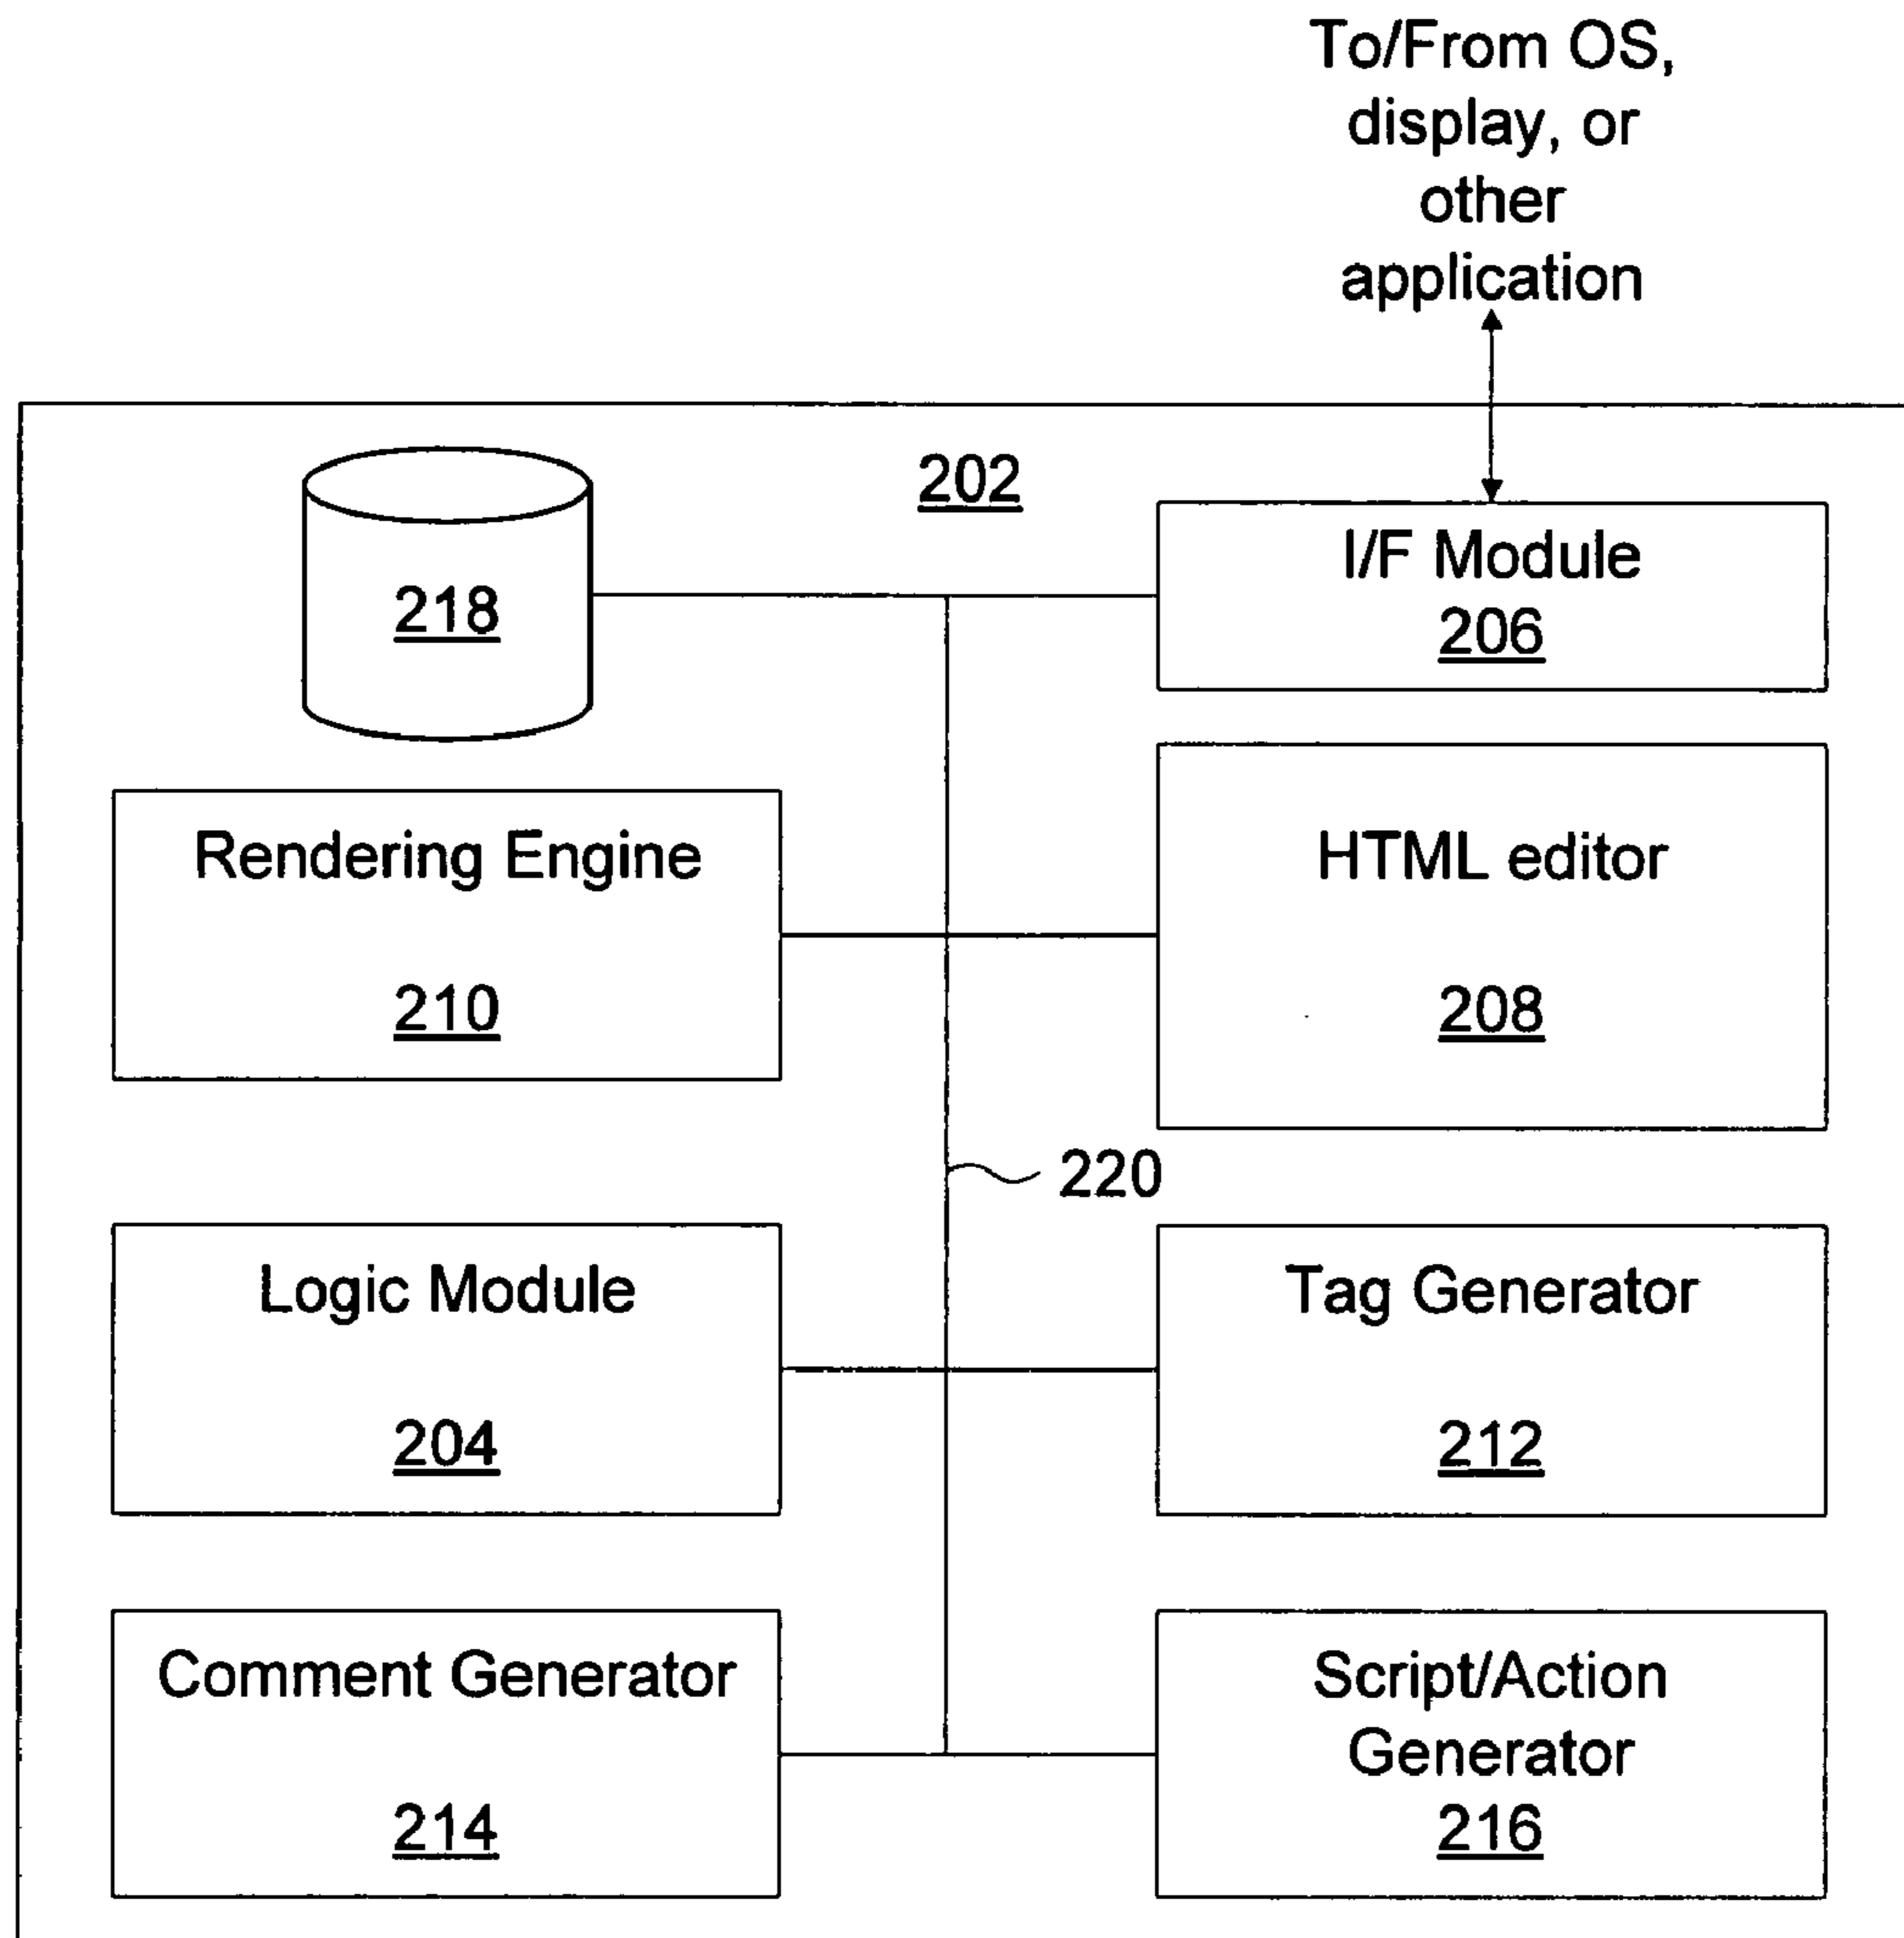 To/From OS,
display, or
other
application
202
218
I/F Module
206
Rendering Engine
210
HTML editor
208
220
Logic Module
204
Tag Generator
212
Comment Generator
214
Script/Action
Generator
216